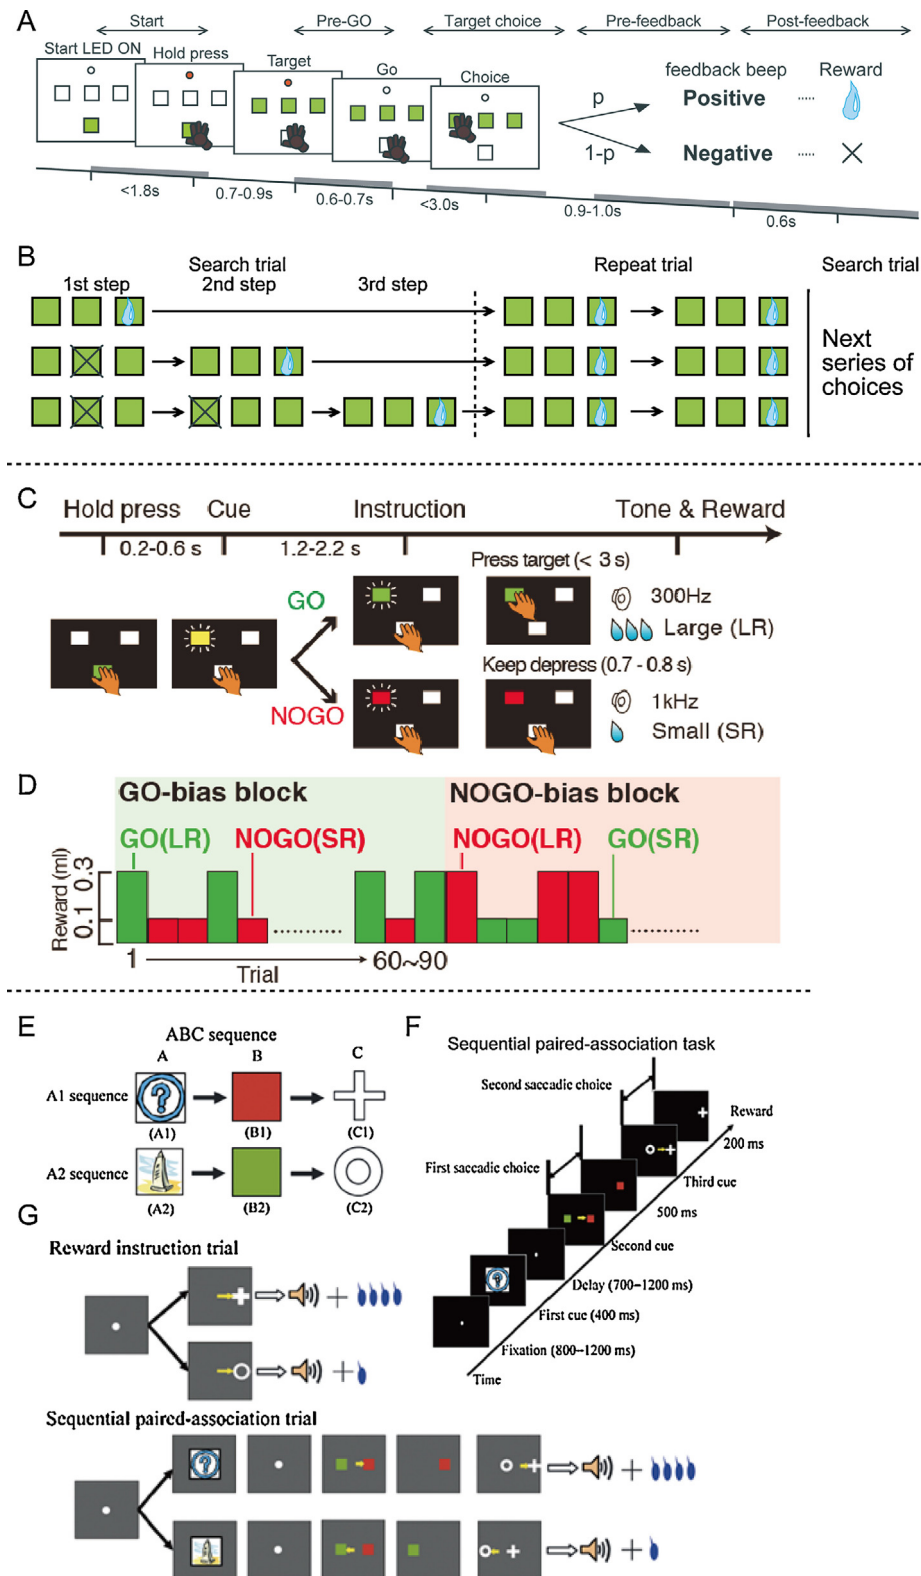 A
Start
Pre-GO
Target choice
Pre-feedback
Post-feedback
Start LED ON
Hold press
Target
Go
Choice
feedback beep
Reward
p
Positive
1-p
Negative
<1.8s
0.7-0.9s
0.6-0.7s
<3.0s
0.9-1.0s
0.6s
B
Search trial
Repeat trial
Search trial
1st step
2nd step
3rd step
Next
series of
choices
C
Hold press
Cue
Instruction
Tone & Reward
0.2-0.6 s
1.2-2.2 s
Press target (< 3 s)
GO
300Hz
Large (LR)
Keep depress (0.7 - 0.8 s)
NOGO
1kHz
Small (SR)
D
GO-bias block
NOGO-bias block
GO(LR)
NOGO(SR)
NOGO(LR)
GO(SR)
Reward (ml)
0.1 0.3
1
Trial
60~90
E
ABC sequence
A
B
C
A1 sequence
(A1)
(B1)
(C1)
A2 sequence
(A2)
(B2)
(C2)
F
Sequential paired-association task
Second saccadic choice
Reward
200 ms
First saccadic choice
Third cue
500 ms
Second cue
Delay (700–1200 ms)
First cue (400 ms)
Fixation (800–1200 ms)
Time
G
Reward instruction trial
Sequential paired-association trial